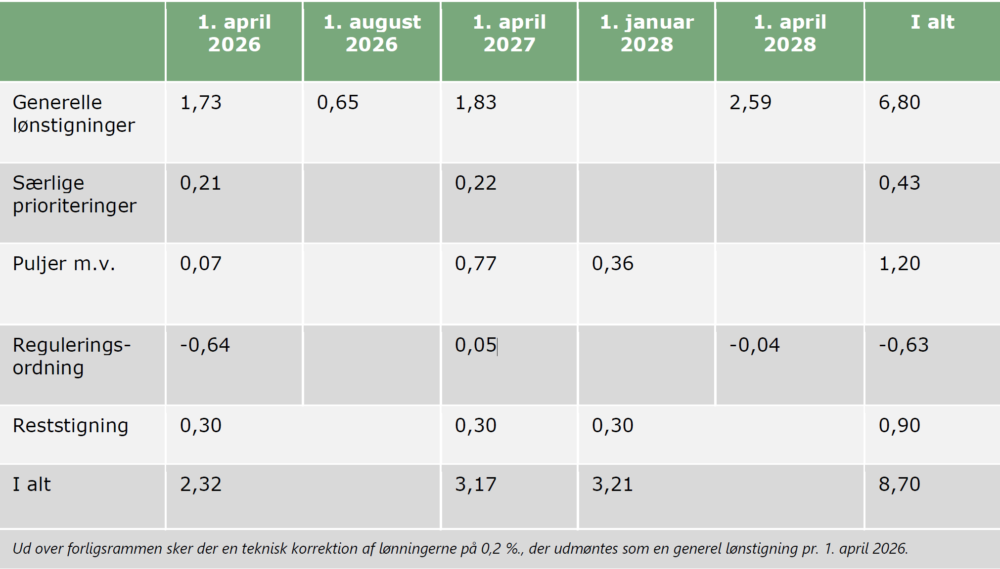 1. april 2026
1. august 2026
1. april 2027
1. januar 2028
1. april 2028
I alt
Generelle
lønstigninger
1,73
0,65
1,83
2,59
6,80
Særlige
prioriteringer
0,21
0,22
0,43
Puljer m.v.
0,07
0,77
0,36
1,20
Regulerings-
ordning
-0,64
0,05
-0,04
-0,63
Reststigning
0,30
0,30
0,30
0,90
I alt
2,32
3,17
3,21
8,70
Ud over forligsrammen sker der en teknisk korrektion af lønningerne på 0,2 %., der udmøntes som en generel lønstigning pr. 1. april 2026.